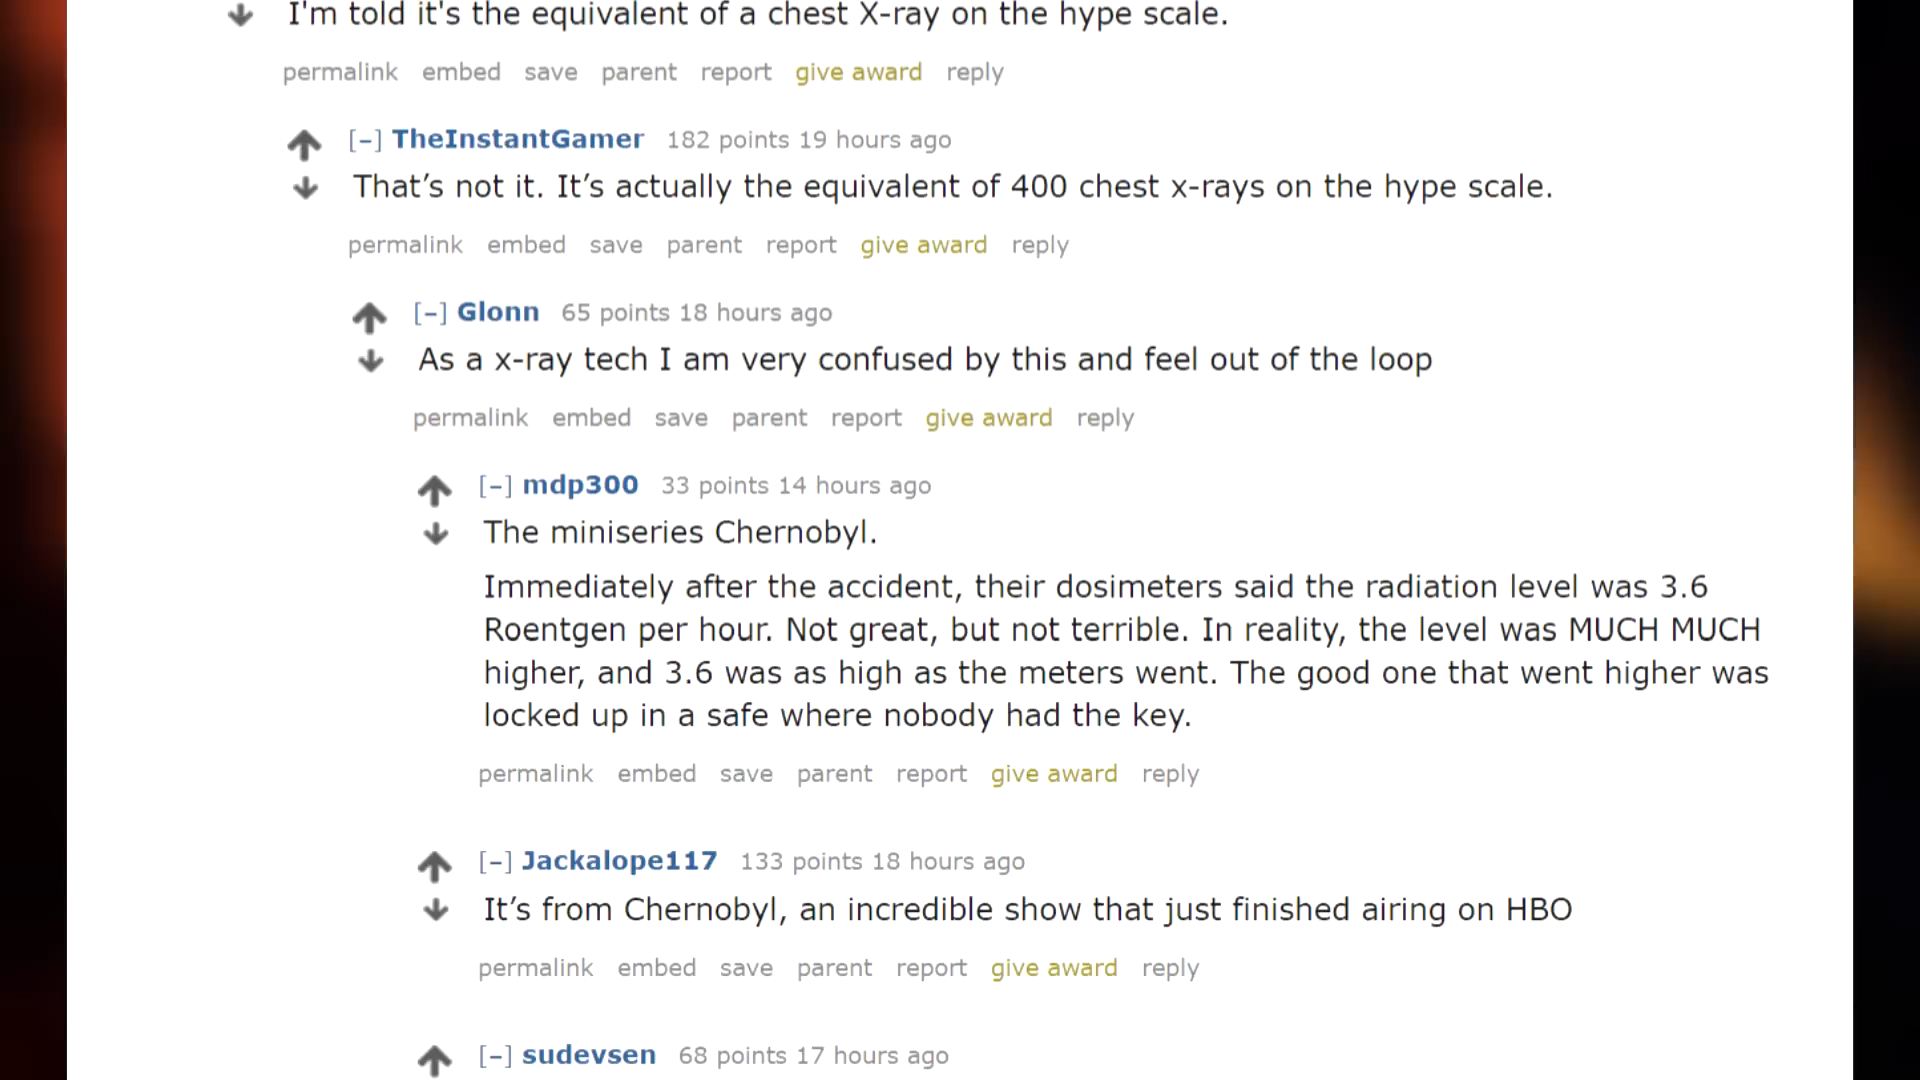 I'm told it's the equivalent of a chest X-ray on the hype scale.
permalink embed save parent report give award reply
[–] TheInstantGamer 182 points 19 hours ago
That’s not it. It’s actually the equivalent of 400 chest x-rays on the hype scale.
permalink embed save parent report give award reply
[–] Glonn 65 points 18 hours ago
As a x-ray tech I am very confused by this and feel out of the loop
permalink embed save parent report give award reply
[–] mdp300 33 points 14 hours ago
The miniseries Chernobyl.
Immediately after the accident, their dosimeters said the radiation level was 3.6
Roentgen per hour. Not great, but not terrible. In reality, the level was MUCH MUCH
higher, and 3.6 was as high as the meters went. The good one that went higher was
locked up in a safe where nobody had the key.
permalink embed save parent report give award reply
[–] Jackalope117 133 points 18 hours ago
It’s from Chernobyl, an incredible show that just finished airing on HBO
permalink embed save parent report give award reply
[–] sudevsen 68 points 17 hours ago